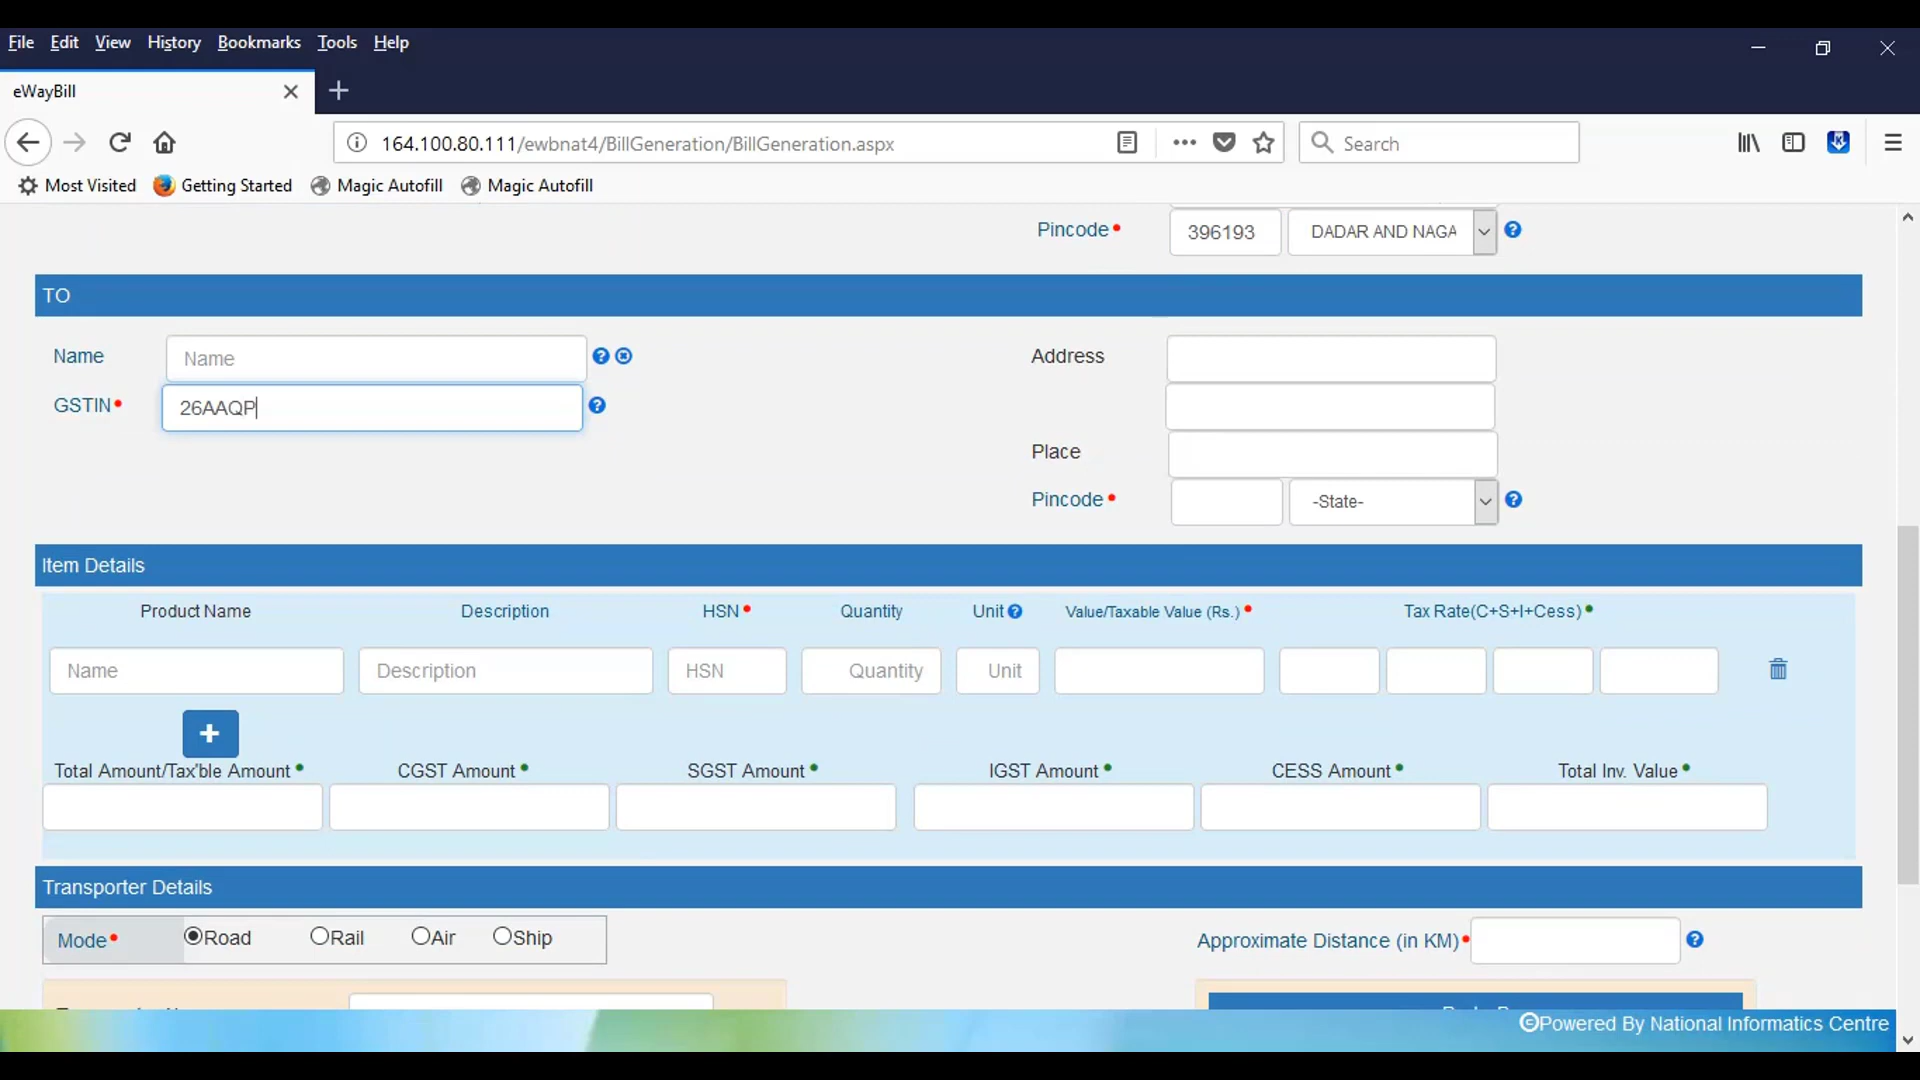 File Edit View History Bookmarks Tools Help
eWayBill
164.100.80.111/ewbnat4/BillGeneration/BillGeneration.aspx
Search
Most Visited Getting Started Magic Autofill Magic Autofill
Pincode 396193 DADAR AND NAGA
TO
Name Name Address
GSTIN 26AAQP
Place
Pincode -State-
Item Details
Product Name Description HSN Quantity Unit Value/Taxable Value (Rs.) Tax Rate(C+S+I+Cess)
Name Description HSN Quantity Unit
+
Total Amount/Tax'ble Amount CGST Amount SGST Amount IGST Amount CESS Amount Total Inv. Value
Transporter Details
Mode Road Rail Air Ship Approximate Distance (in KM)
©Powered By National Informatics Centre